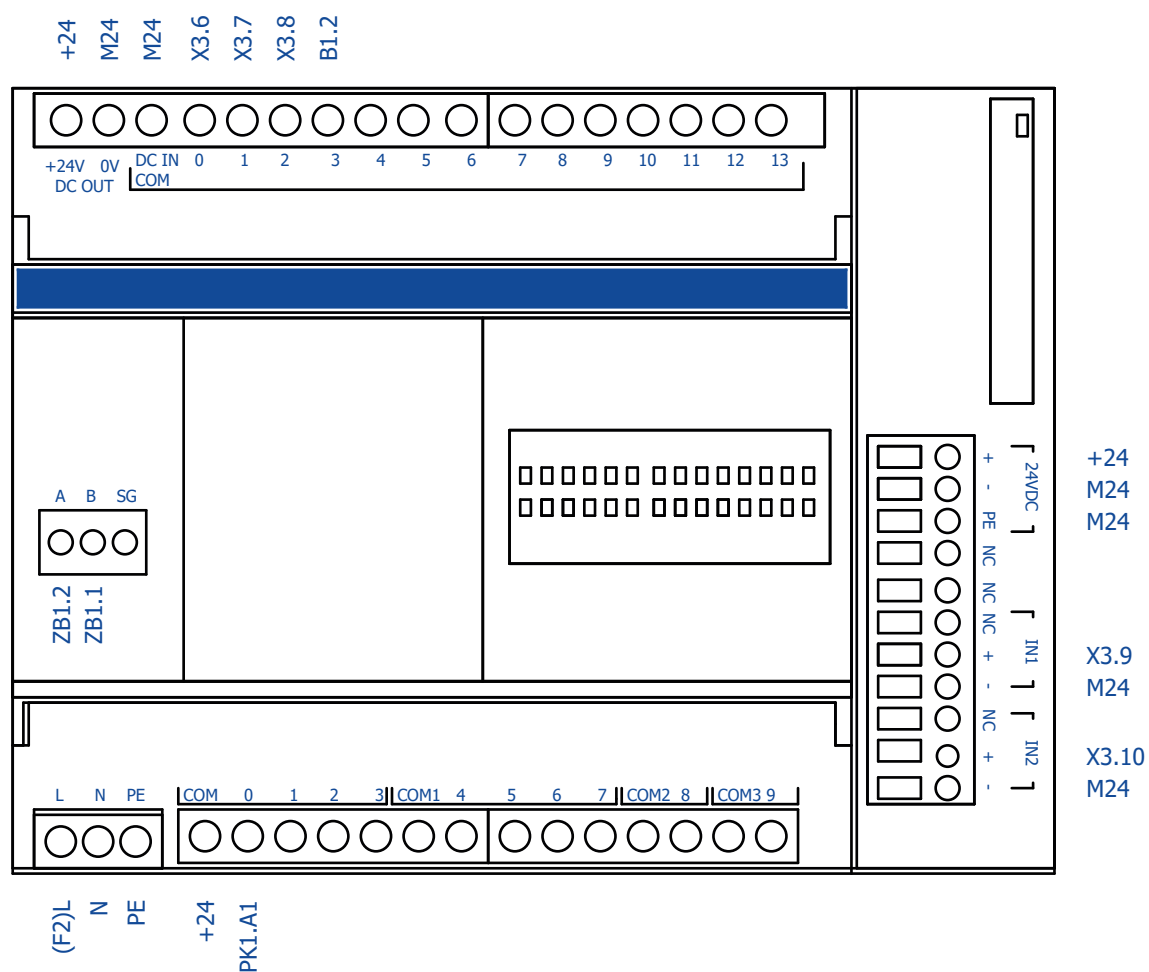 +24 M24 M24 X3.6 X3.7 X3.8 B1.2
+24V 0V DC IN 0 1 2 3 4 5 6 7 8 9 10 11 12 13
DC OUT COM
A B SG
ZB1.2 ZB1.1
+ 24VDC +24
- M24
PE M24
NC
NC
NC IN1
+ X3.9
- M24
NC IN2
+ X3.10
- M24
L N PE COM 0 1 2 3 COM1 4 5 6 7 COM2 8 COM3 9
(F2)L N PE +24 PK1.A1